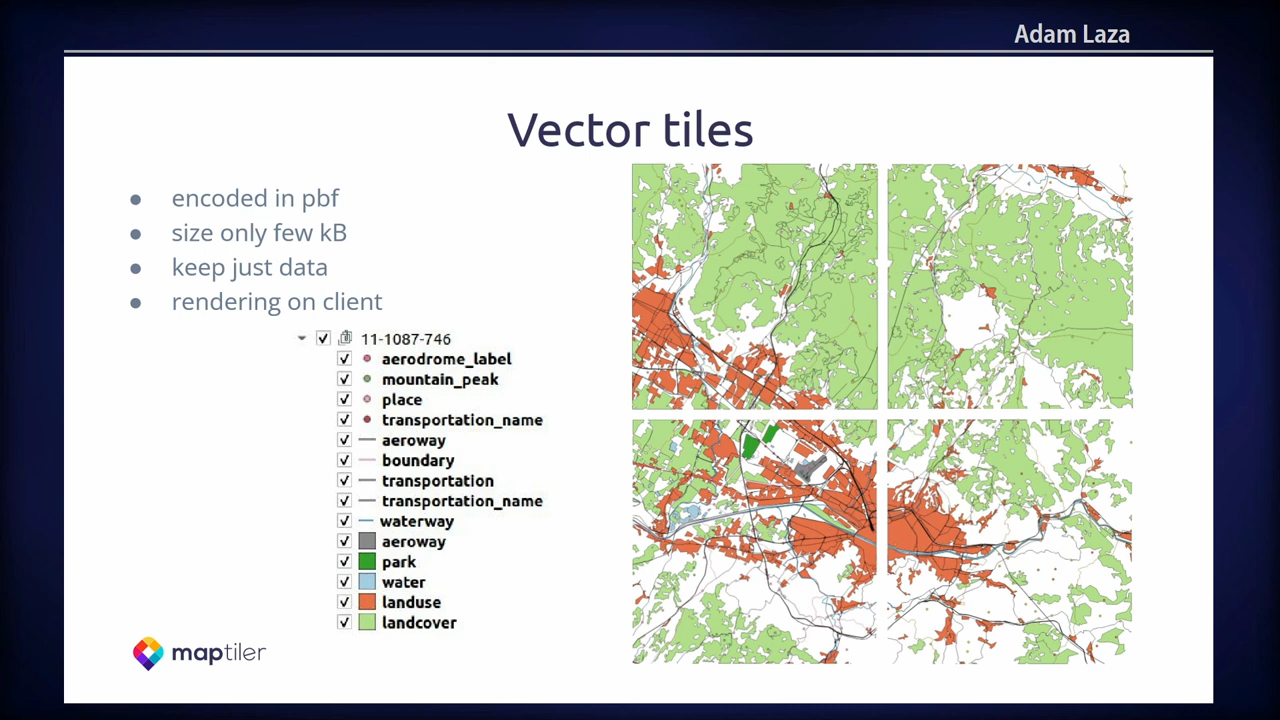 Adam Laza
Vector tiles
● encoded in pbf
● size only few kB
● keep just data
● rendering on client
11-1087-746
aerodrome_label
mountain_peak
place
transportation_name
aeroway
boundary
transportation
transportation_name
waterway
aeroway
park
water
landuse
landcover
maptiler